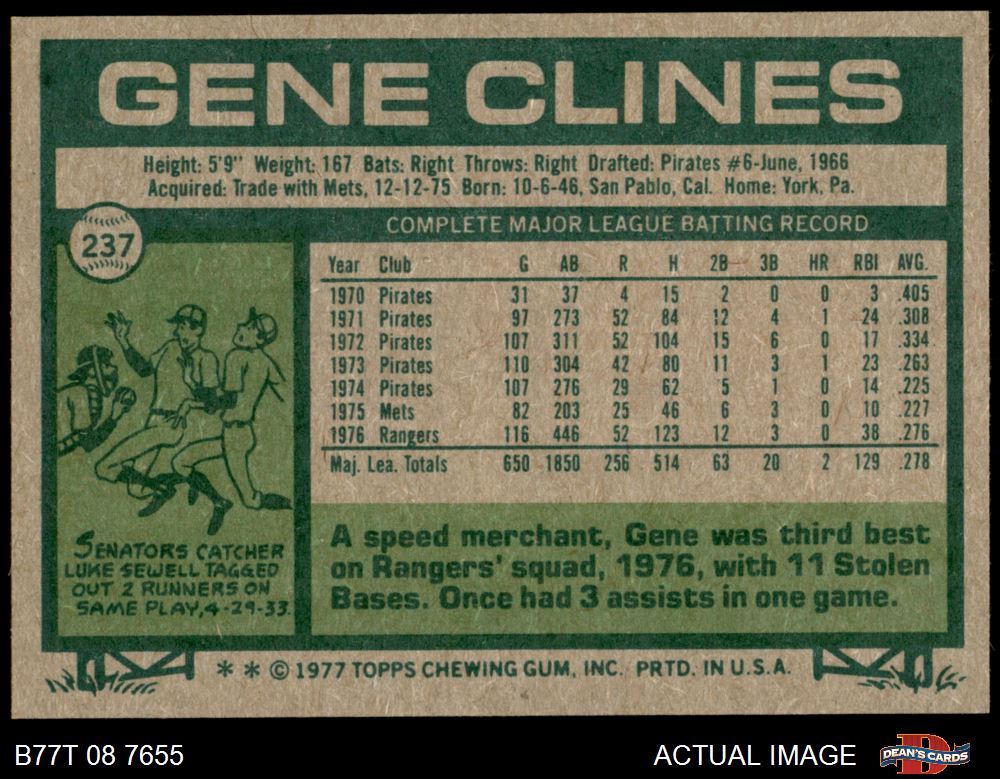 GENE CLINES
Height: 5'9" Weight: 167 Bats: Right Throws: Right Drafted: Pirates #6-June, 1966
Acquired: Trade with Mets, 12-12-75 Born: 10-6-46, San Pablo, Cal. Home: York, Pa.
237
COMPLETE MAJOR LEAGUE BATTING RECORD
Year Club G AB R H 2B 3B HR RBI AVG.
1970 Pirates 31 37 4 15 2 0 0 3 .405
1971 Pirates 97 273 52 84 12 4 1 24 .308
1972 Pirates 107 311 52 104 15 6 0 17 .334
1973 Pirates 110 304 42 80 11 3 1 23 .263
1974 Pirates 107 276 29 62 5 1 0 14 .225
1975 Mets 82 203 25 46 6 3 0 10 .227
1976 Rangers 116 446 52 123 12 3 0 38 .276
Maj. Lea. Totals 650 1850 256 514 63 20 2 129 .278
SENATORS CATCHER
LUKE SEWELL TAGGED
OUT 2 RUNNERS ON
SAME PLAY, 4-29-33.
A speed merchant, Gene was third best
on Rangers' squad, 1976, with 11 Stolen
Bases. Once had 3 assists in one game.
* * © 1977 TOPPS CHEWING GUM, INC. PRTD. IN U.S.A.
B77T 08 7655
ACTUAL IMAGE
DEAN'S CARDS